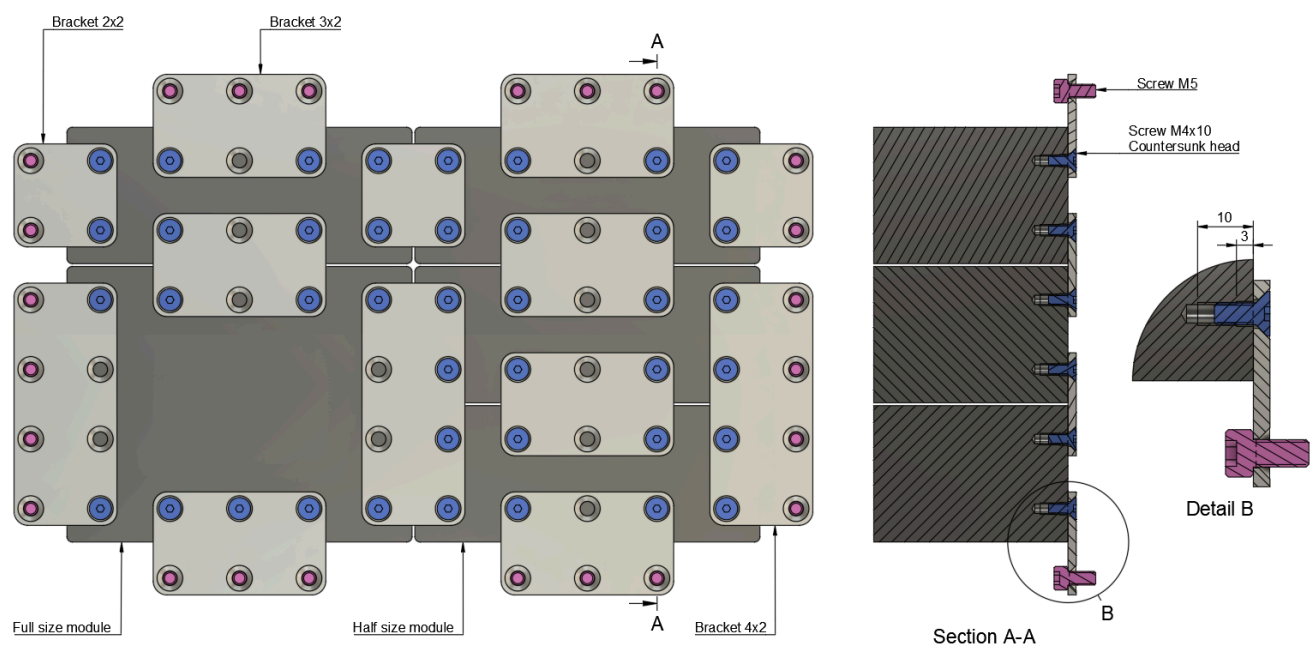 Bracket 2x2
Bracket 3x2
A
Screw M5
Screw M4x10
Countersunk head
10
3
Detail B
Full size module
Half size module
A
Bracket 4x2
B
Section A-A